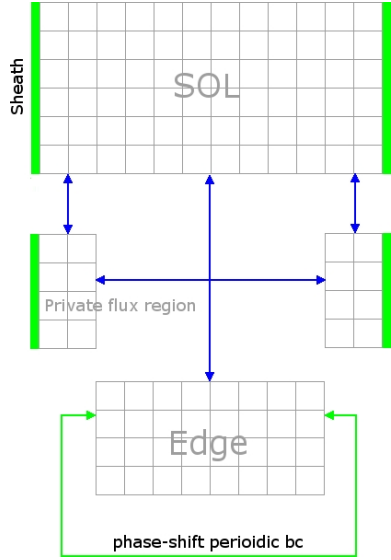 Sheath
SOL
Private flux region
Edge
phase-shift perioidic bc